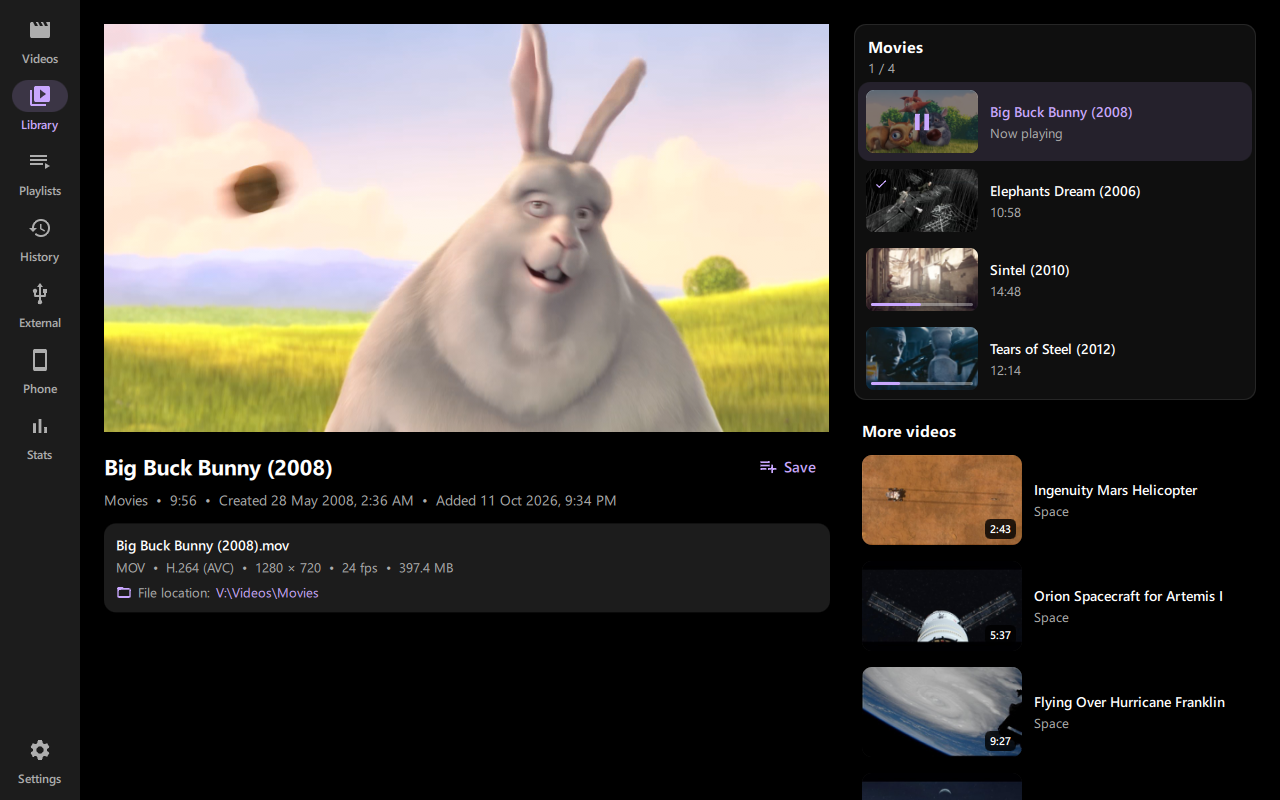 Videos
Library
Playlists
History
External
Phone
Stats
Settings
Big Buck Bunny (2008)
Save
Movies • 9:56 • Created 28 May 2008, 2:36 AM • Added 11 Oct 2026, 9:34 PM
Big Buck Bunny (2008).mov
MOV • H.264 (AVC) • 1280 × 720 • 24 fps • 397.4 MB
File location: V:\Videos\Movies
Movies
1 / 4
Big Buck Bunny (2008)
Now playing
Elephants Dream (2006)
10:58
Sintel (2010)
14:48
Tears of Steel (2012)
12:14
More videos
2:43
Ingenuity Mars Helicopter
Space
5:37
Orion Spacecraft for Artemis I
Space
9:27
Flying Over Hurricane Franklin
Space